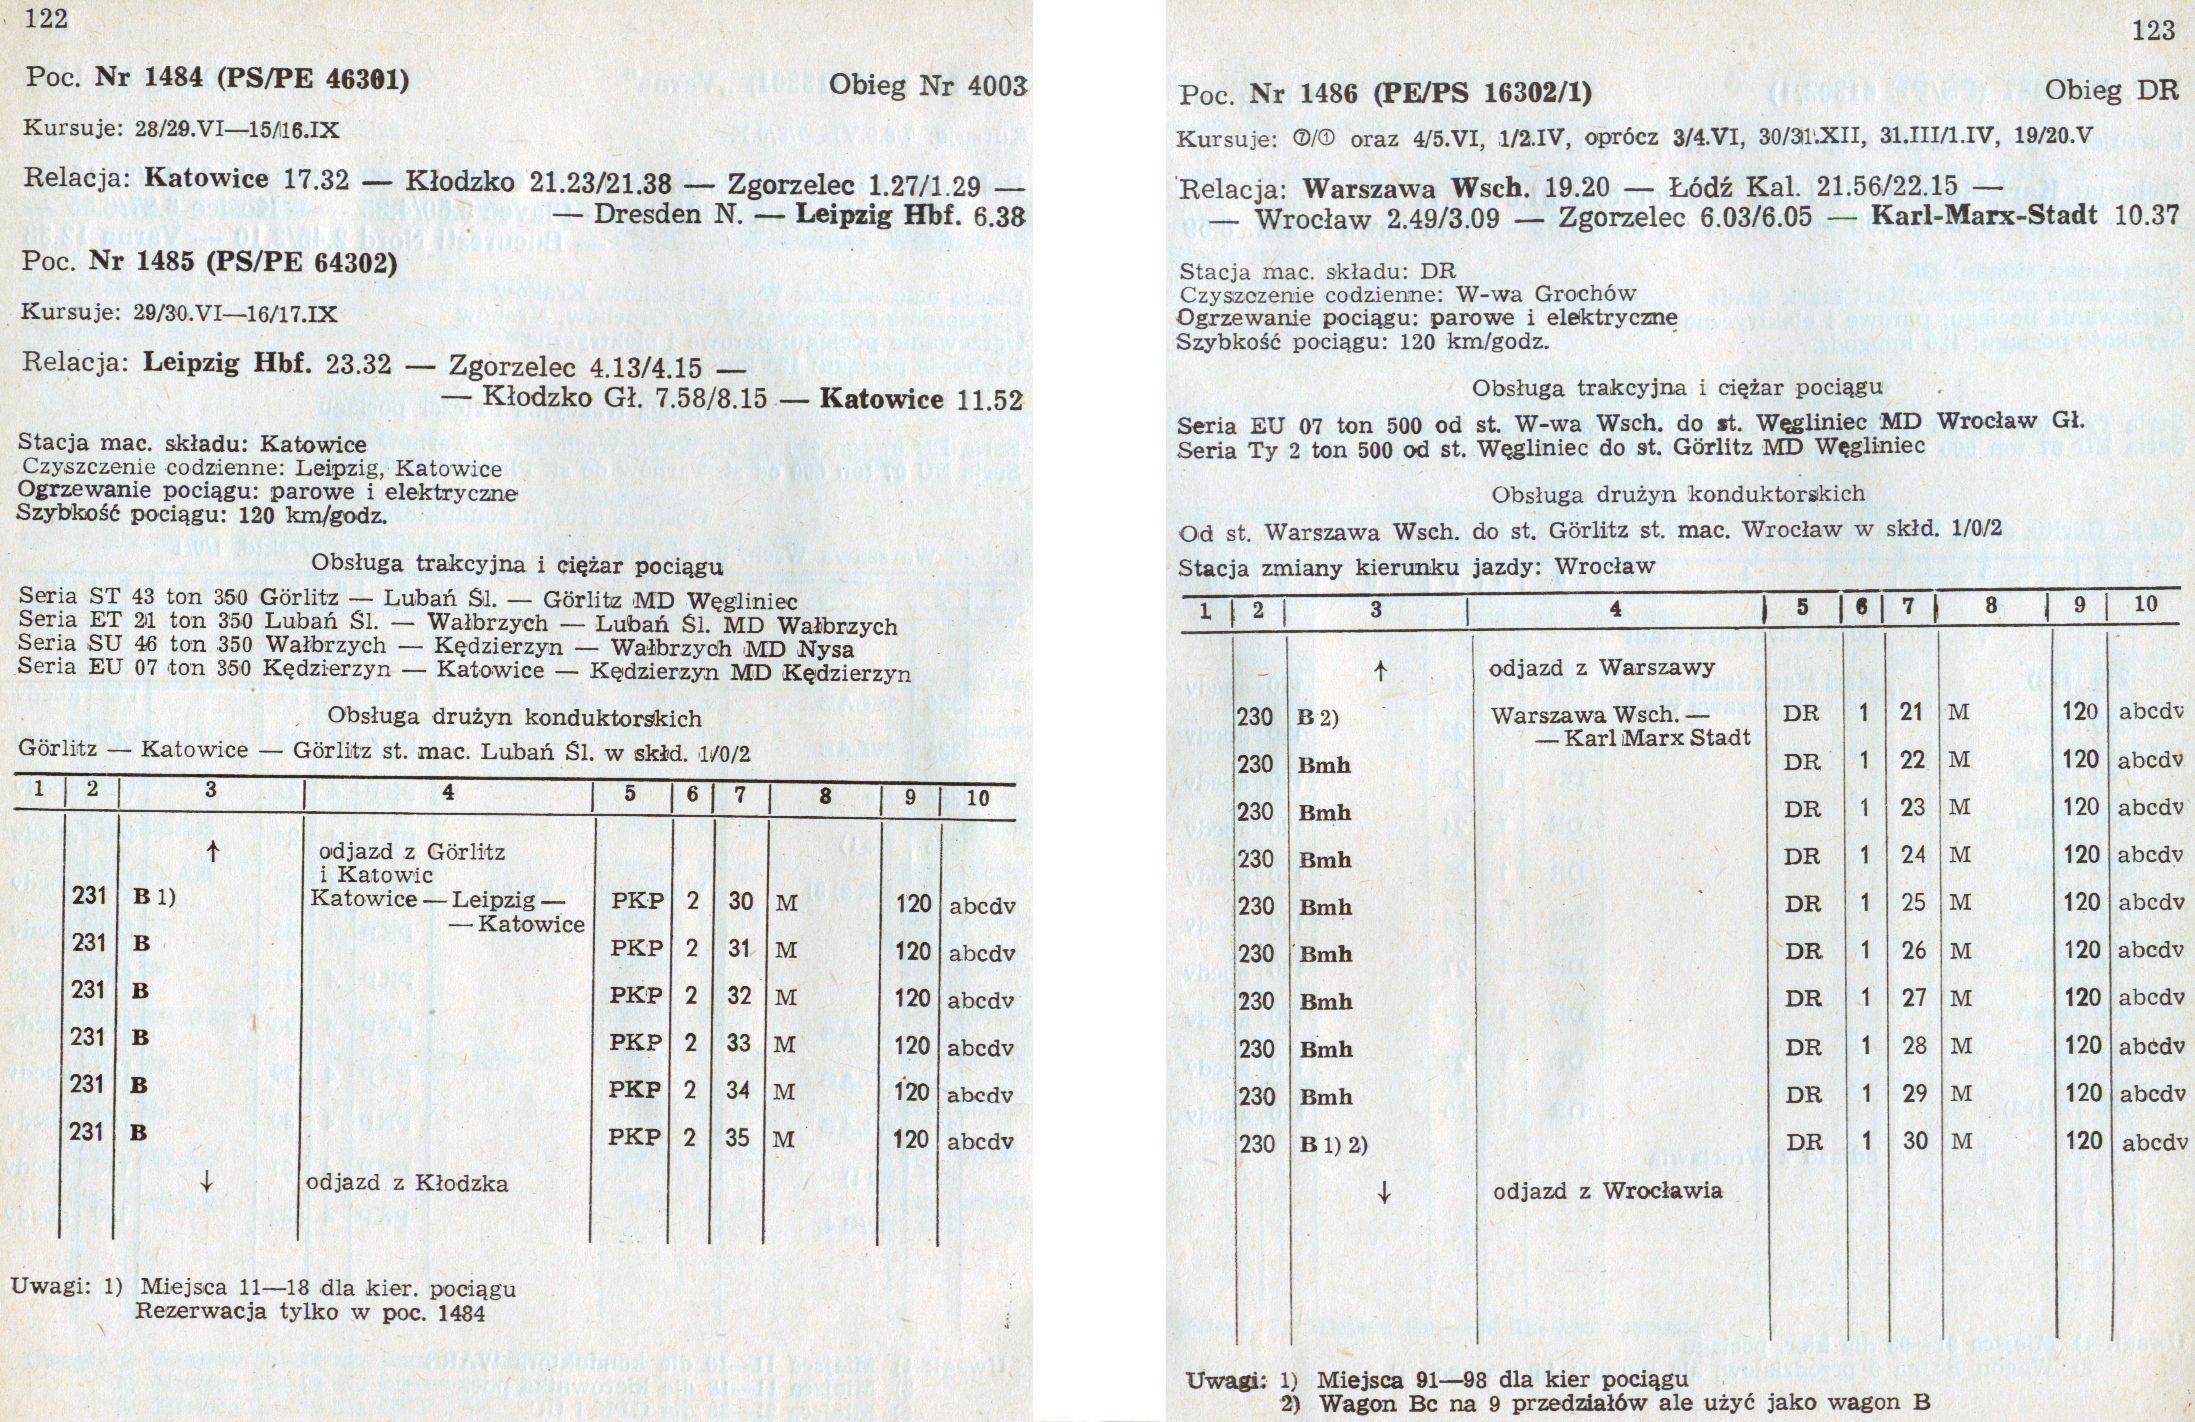 122
Poc. Nr 1484 (PS/PE 46301) Obieg Nr 4003
Kursuje: 28/29.VI—15/16.IX
Relacja: Katowice 17.32 — Kłodzko 21.23/21.38 — Zgorzelec 1.27/1.29 —
— Dresden N. — Leipzig Hbf. 6.38
Poc. Nr 1485 (PS/PE 64302)
Kursuje: 29/30.VI—16/17.IX
Relacja: Leipzig Hbf. 23.32 — Zgorzelec 4.13/4.15 —
— Kłodzko Gł. 7.58/8.15 — Katowice 11.52
Stacja mac. składu: Katowice
Czyszczenie codzienne: Leipzig, Katowice
Ogrzewanie pociągu: parowe i elektryczne
Szybkość pociągu: 120 km/godz.
Obsługa trakcyjna i ciężar pociągu
Seria ST 43 ton 350 Görlitz — Lubań Śl. — Görlitz MD Węgliniec
Seria ET 21 ton 350 Lubań Śl. — Wałbrzych — Lubań Śl. MD Wałbrzych
Seria SU 46 ton 350 Wałbrzych — Kędzierzyn — Wałbrzych MD Nysa
Seria EU 07 ton 350 Kędzierzyn — Katowice — Kędzierzyn MD Kędzierzyn
Obsługa drużyn konduktorskich
Görlitz — Katowice — Görlitz st. mac. Lubań Śl. w skłd. 1/0/2
1 2 3 4 5 6 7 8 9 10
↑ odjazd z Görlitz
i Katowic
231 B 1) Katowice — Leipzig — PKP 2 30 M 120 abcdv
— Katowice
231 B PKP 2 31 M 120 abcdv
231 B PKP 2 32 M 120 abcdv
231 B PKP 2 33 M 120 abcdv
231 B PKP 2 34 M 120 abcdv
231 B PKP 2 35 M 120 abcdv
↓ odjazd z Kłodzka
Uwagi: 1) Miejsca 11—18 dla kier. pociągu
Rezerwacja tylko w poc. 1484
123
Poc. Nr 1486 (PE/PS 16302/1) Obieg DR
Kursuje: ⑦/① oraz 4/5.VI, 1/2.IV, oprócz 3/4.VI, 30/31.XII, 31.III/1.IV, 19/20.V
Relacja: Warszawa Wsch. 19.20 — Łódź Kal. 21.56/22.15 —
— Wrocław 2.49/3.09 — Zgorzelec 6.03/6.05 — Karl-Marx-Stadt 10.37
Stacja mac. składu: DR
Czyszczenie codzienne: W-wa Grochów
Ogrzewanie pociągu: parowe i elektryczne
Szybkość pociągu: 120 km/godz.
Obsługa trakcyjna i ciężar pociągu
Seria EU 07 ton 500 od st. W-wa Wsch. do st. Węgliniec MD Wrocław Gł.
Seria Ty 2 ton 500 od st. Węgliniec do st. Görlitz MD Węgliniec
Obsługa drużyn konduktorskich
Od st. Warszawa Wsch. do st. Görlitz st. mac. Wrocław w skłd. 1/0/2
Stacja zmiany kierunku jazdy: Wrocław
1 2 3 4 5 6 7 8 9 10
↑ odjazd z Warszawy
230 B 2) Warszawa Wsch. — DR 1 21 M 120 abcdv
— Karl Marx Stadt
230 Bmh DR 1 22 M 120 abcdv
230 Bmh DR 1 23 M 120 abcdv
230 Bmh DR 1 24 M 120 abcdv
230 Bmh DR 1 25 M 120 abcdv
230 Bmh DR 1 26 M 120 abcdv
230 Bmh DR 1 27 M 120 abcdv
230 Bmh DR 1 28 M 120 abcdv
230 Bmh DR 1 29 M 120 abcdv
230 B 1) 2) DR 1 30 M 120 abcdv
↓ odjazd z Wrocławia
Uwagi: 1) Miejsca 91—98 dla kier pociągu
2) Wagon Bc na 9 przedziałów ale użyć jako wagon B